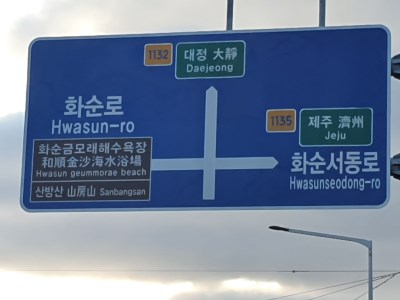 1132
대정 大靜
Daejeong
화순로
Hwasun-ro
1135
제주 濟州
Jeju
화순금모래해수욕장
和順金沙海水浴場
Hwasun geummorae beach
산방산 山房山 Sanbangsan
화순서동로
Hwasunseodong-ro